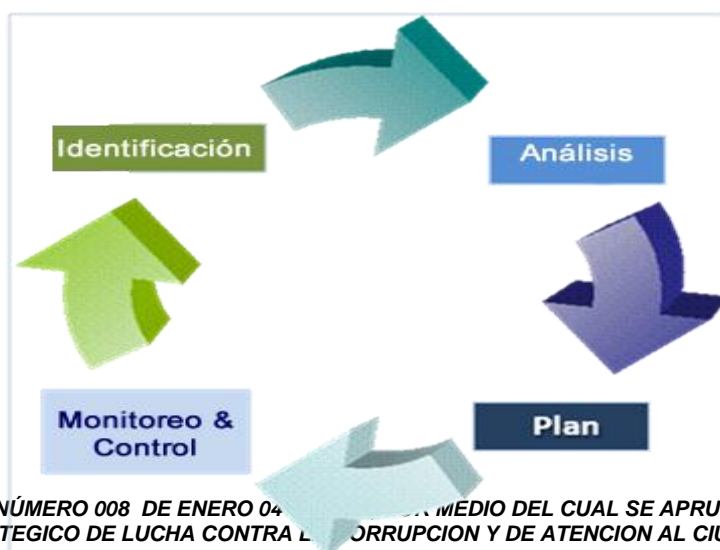 Identificación
Análisis
Monitoreo &
Control
Plan
NÚMERO 008 DE ENERO 04 MEDIO DEL CUAL SE APRU
TEGICO DE LUCHA CONTRA ORRUPCION Y DE ATENCION AL CIU